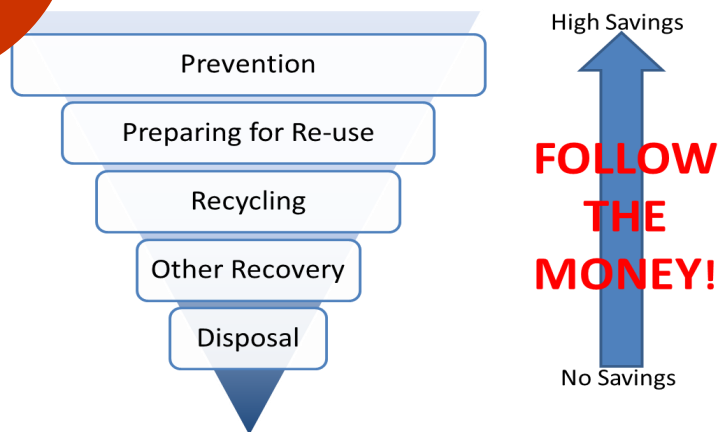 Prevention
Preparing for Re-use
Recycling
Other Recovery
Disposal
High Savings
FOLLOW
THE
MONEY!
No Savings